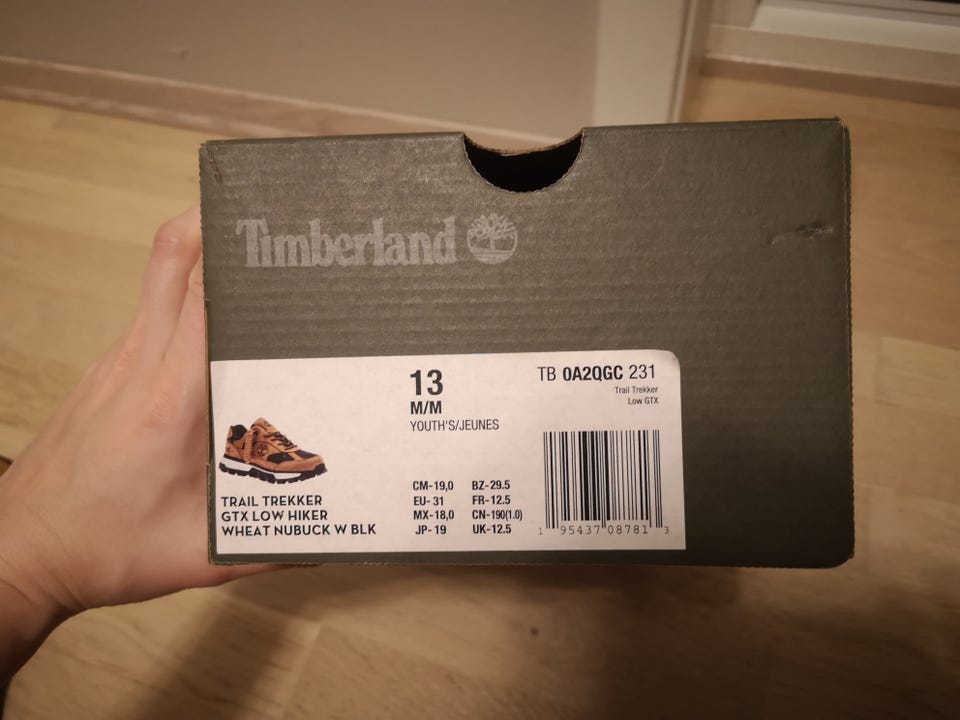 Timberland
13
M/M
YOUTH'S/JEUNES
TB 0A2QGC 231
Trail Trekker
Low GTX
TRAIL TREKKER
GTX LOW HIKER
WHEAT NUBUCK W BLK
CM-19,0 BZ-29.5
EU-31 FR-12.5
MX-18,0 CN-190(1.0)
JP-19 UK-12.5
1 95437 08781 3